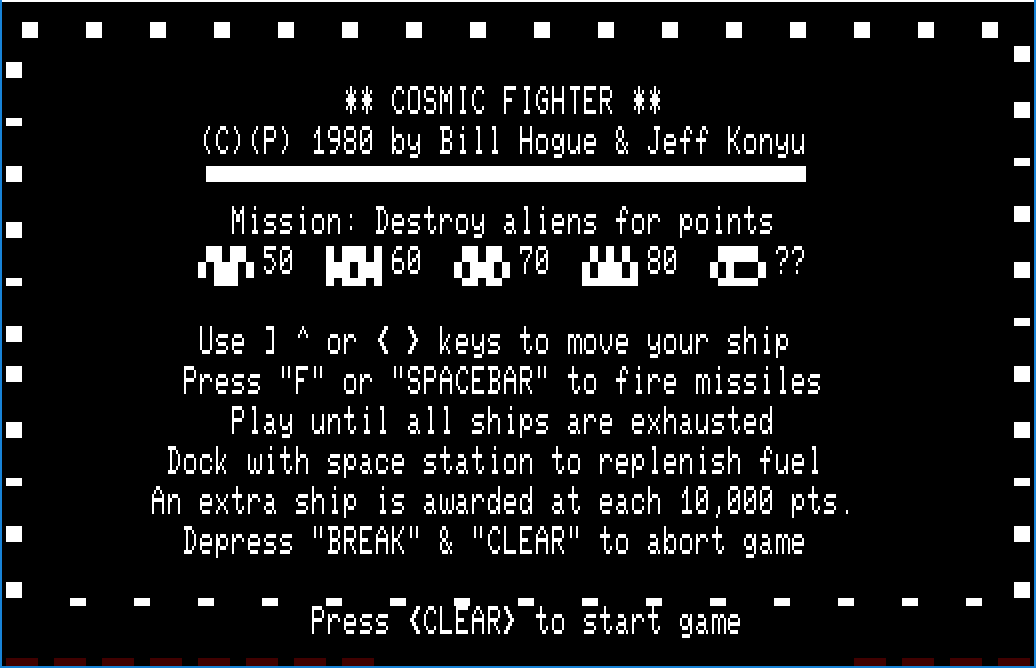 ** COSMIC FIGHTER **
(C)(P) 1980 by Bill Hogue & Jeff Konyu
Mission: Destroy aliens for points
50 60 70 80 ??
Use ] ^ or < > keys to move your ship
Press "F" or "SPACEBAR" to fire missiles
Play until all ships are exhausted
Dock with space station to replenish fuel
An extra ship is awarded at each 10,000 pts.
Depress "BREAK" & "CLEAR" to abort game
Press <CLEAR> to start game